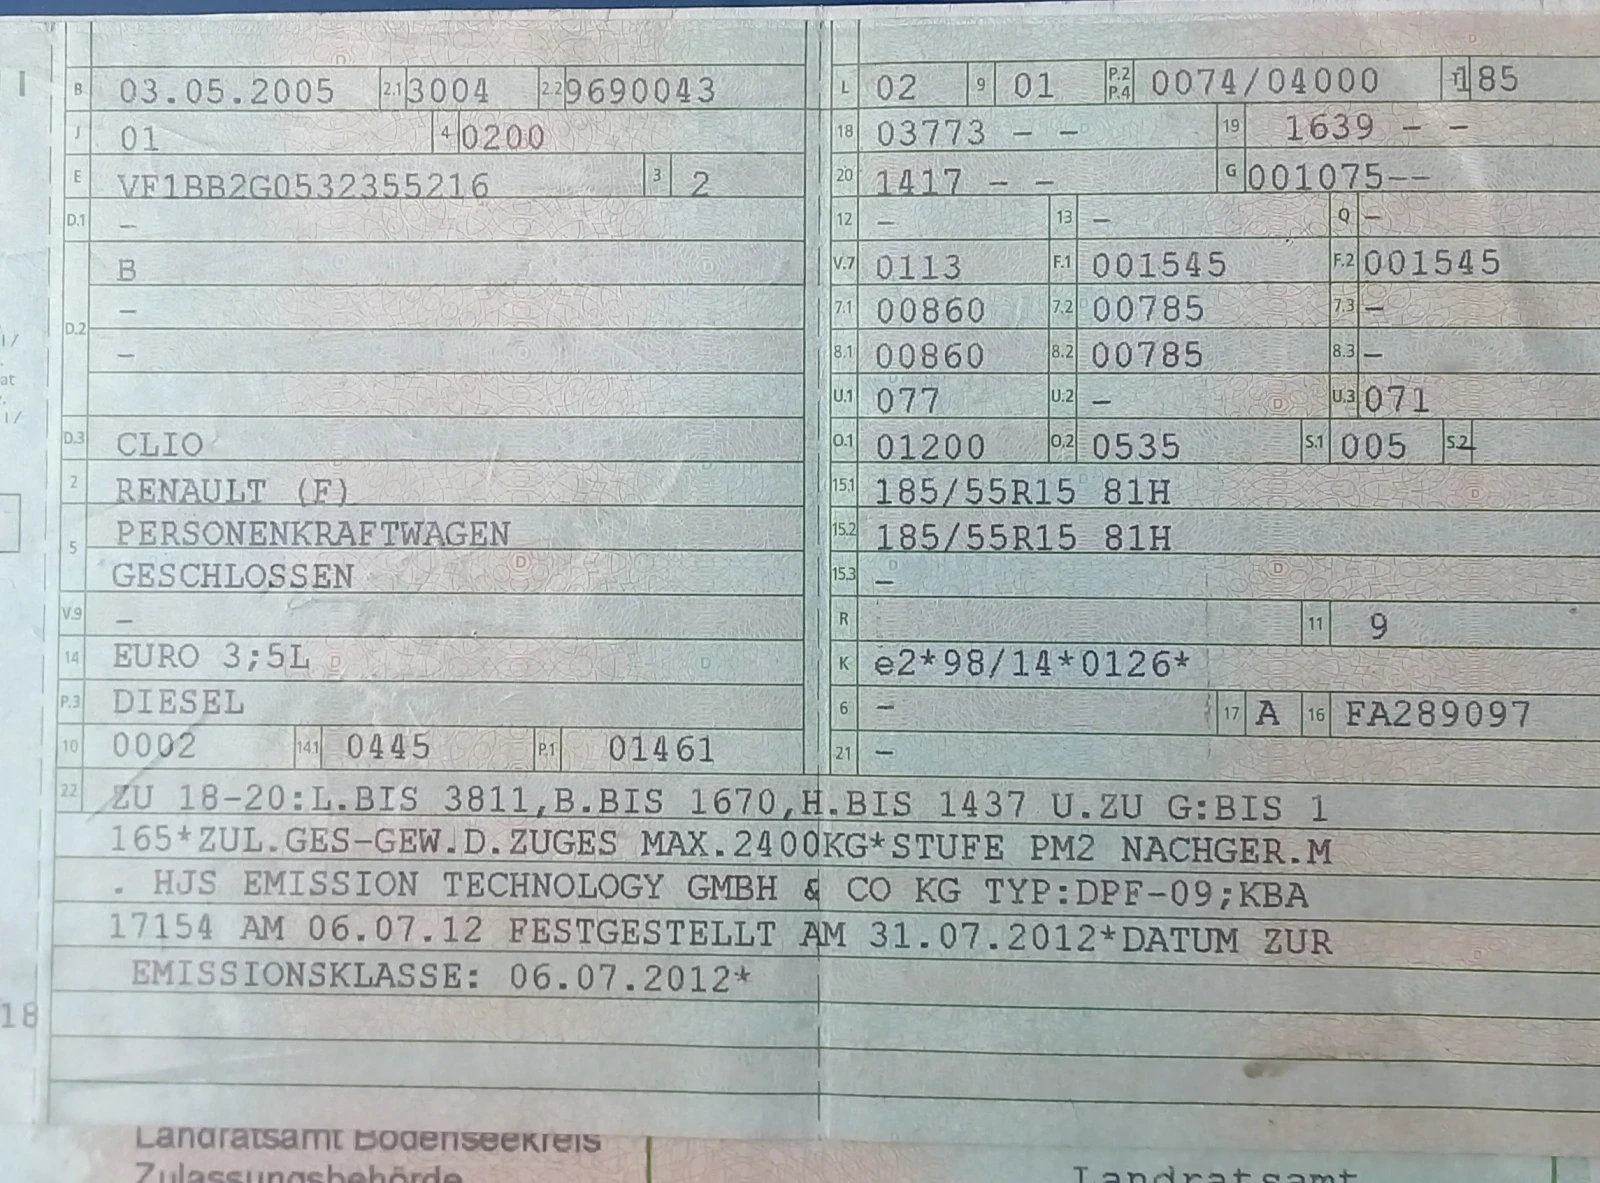 B 03.05.2005 2.1 3004 2.2 9690043
J 01 4 0200
E VF1BB2G0532355216 3 2
D.1 –
B
D.2 –
–
D.3 CLIO
2 RENAULT (F)
5 PERSONENKRAFTWAGEN
GESCHLOSSEN
V.9 –
14 EURO 3;5L
P.3 DIESEL
10 0002 14.1 0445 P.1 01461
L 02 9 01 P.2 P.4 0074/04000 T 185
18 03773 – – 19 1639 – –
20 1417 – – G 001075--
12 – 13 – Q –
V.7 0113 F.1 001545 F.2 001545
7.1 00860 7.2 00785 7.3 –
8.1 00860 8.2 00785 8.3 –
U.1 077 U.2 – U.3 071
O.1 01200 O.2 0535 S.1 005 S.2 –
15.1 185/55R15 81H
15.2 185/55R15 81H
15.3 –
R 11 9
K e2*98/14*0126*
6 – 17 A 16 FA289097
21 –
22 ZU 18-20:L.BIS 3811,B.BIS 1670,H.BIS 1437 U.ZU G:BIS 1
165*ZUL.GES-GEW.D.ZUGES MAX.2400KG*STUFE PM2 NACHGER.M
. HJS EMISSION TECHNOLOGY GMBH & CO KG TYP:DPF-09;KBA
17154 AM 06.07.12 FESTGESTELLT AM 31.07.2012*DATUM ZUR
EMISSIONSKLASSE: 06.07.2012*
18
Landratsamt Bodenseekreis
Zulassungsbehörde
Landratsamt